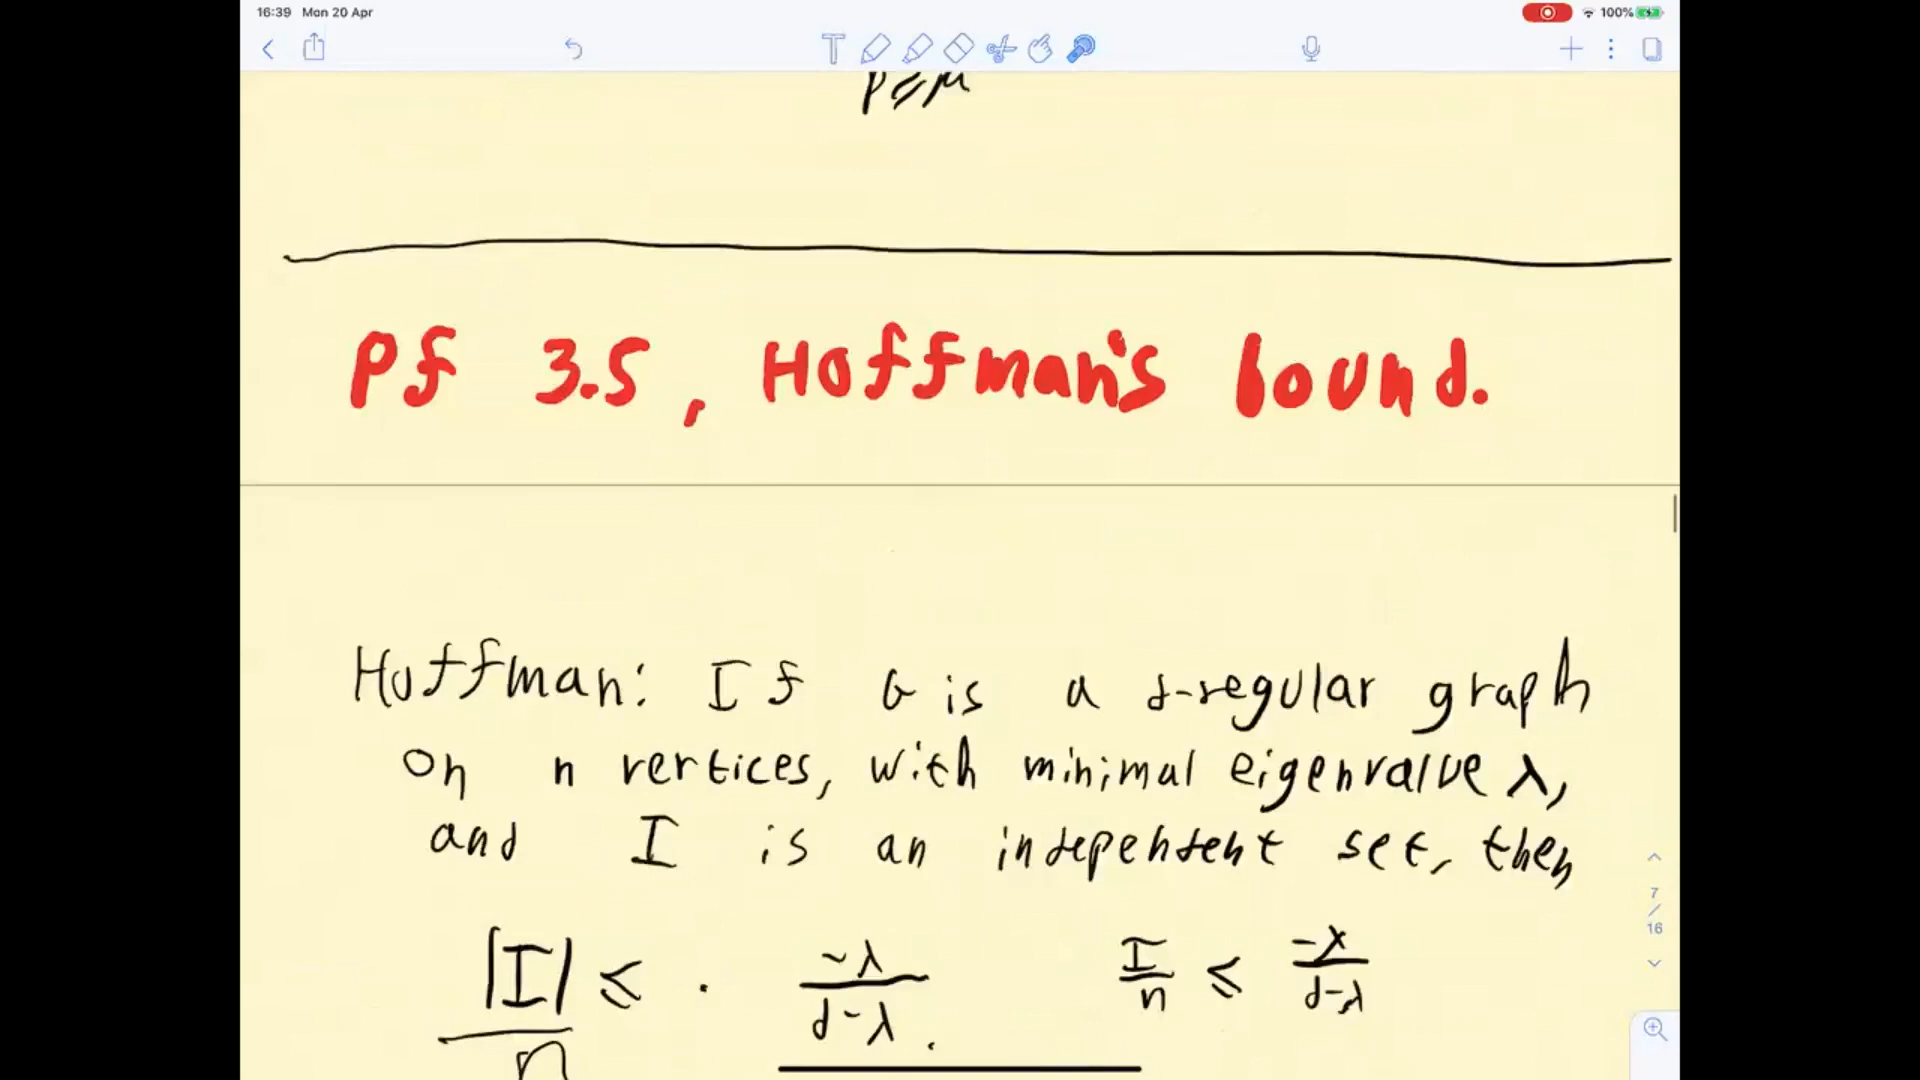 16:39 Mon 20 Apr
100%
p ≤ μ
Pf 3.5, Hoffman's bound.
Hoffman: If G is a d-regular graph
on n vertices, with minimal eigenvalue λ,
and I is an independent set, then
|I|/n ≤ . -λ/(d-λ). I/n ≤ -λ/(d-λ)
7
/
16